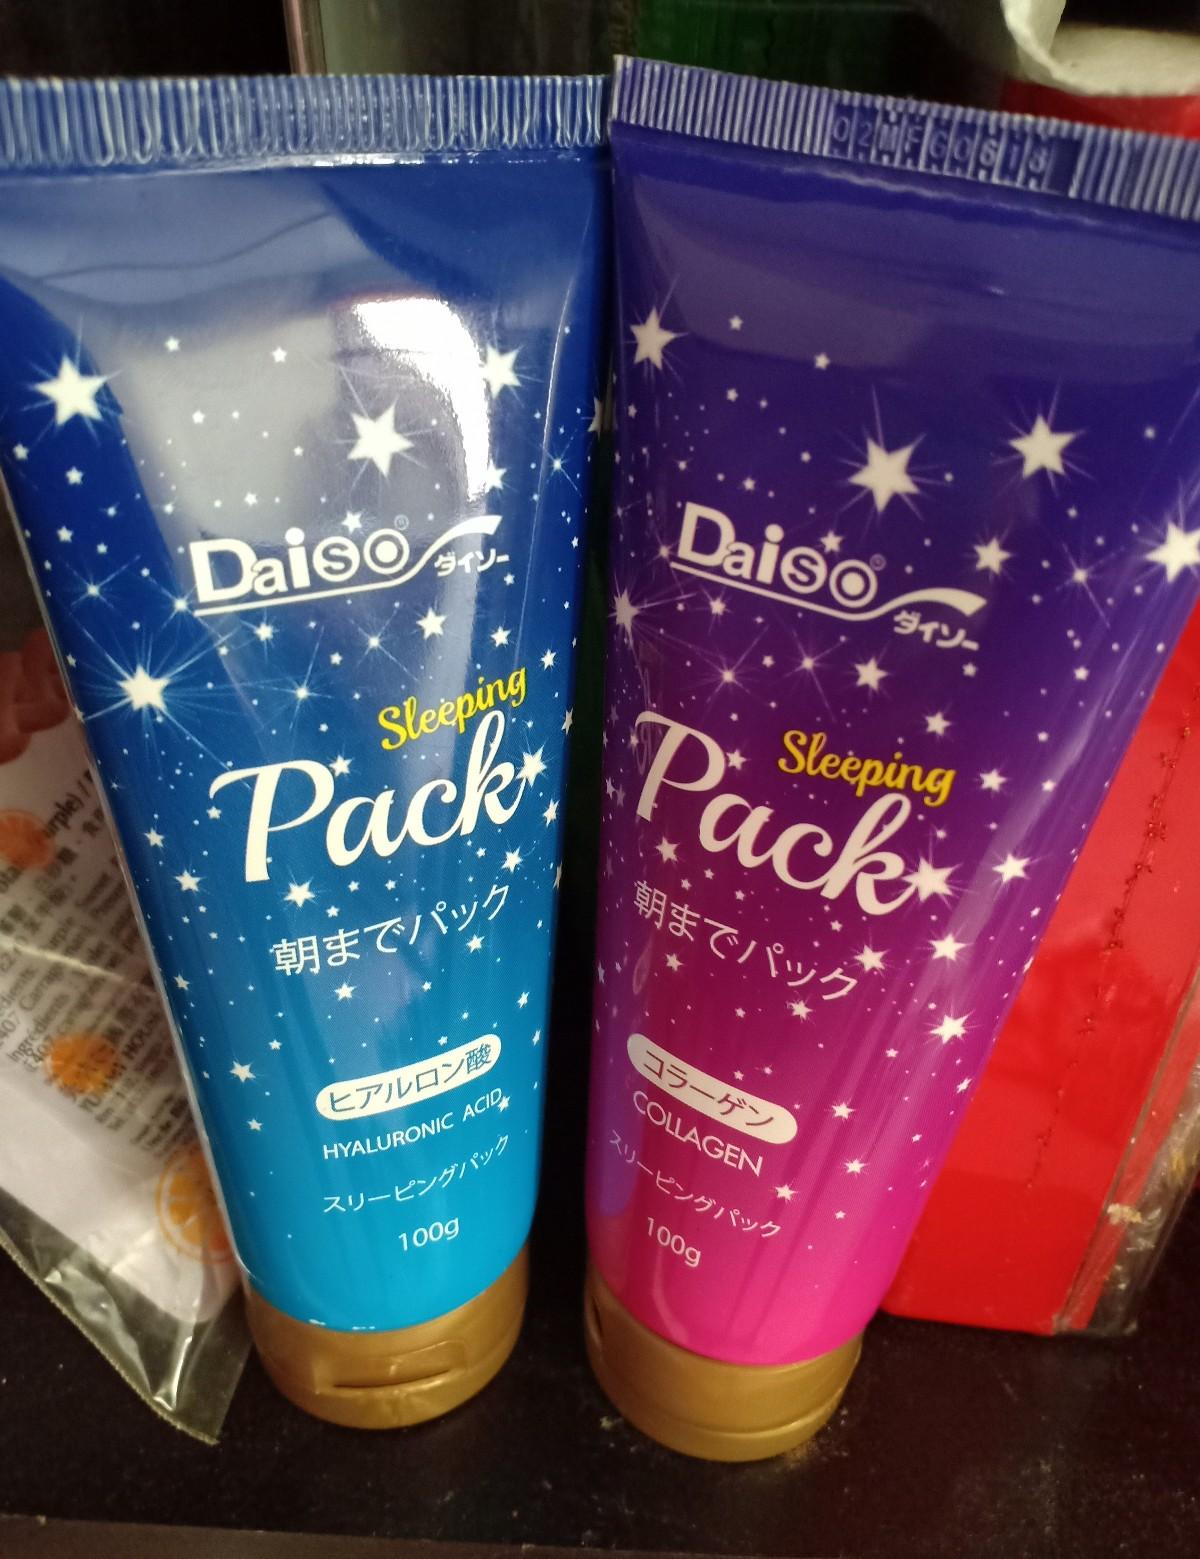 Daiso®
ダイソー
Sleeping
Pack
朝までパック
ヒアルロン酸
HYALURONIC ACID
スリーピングパック
100g
Daiso®
ダイソー
Sleeping
Pack
朝までパック
コラーゲン
COLLAGEN
スリーピングパック
100g